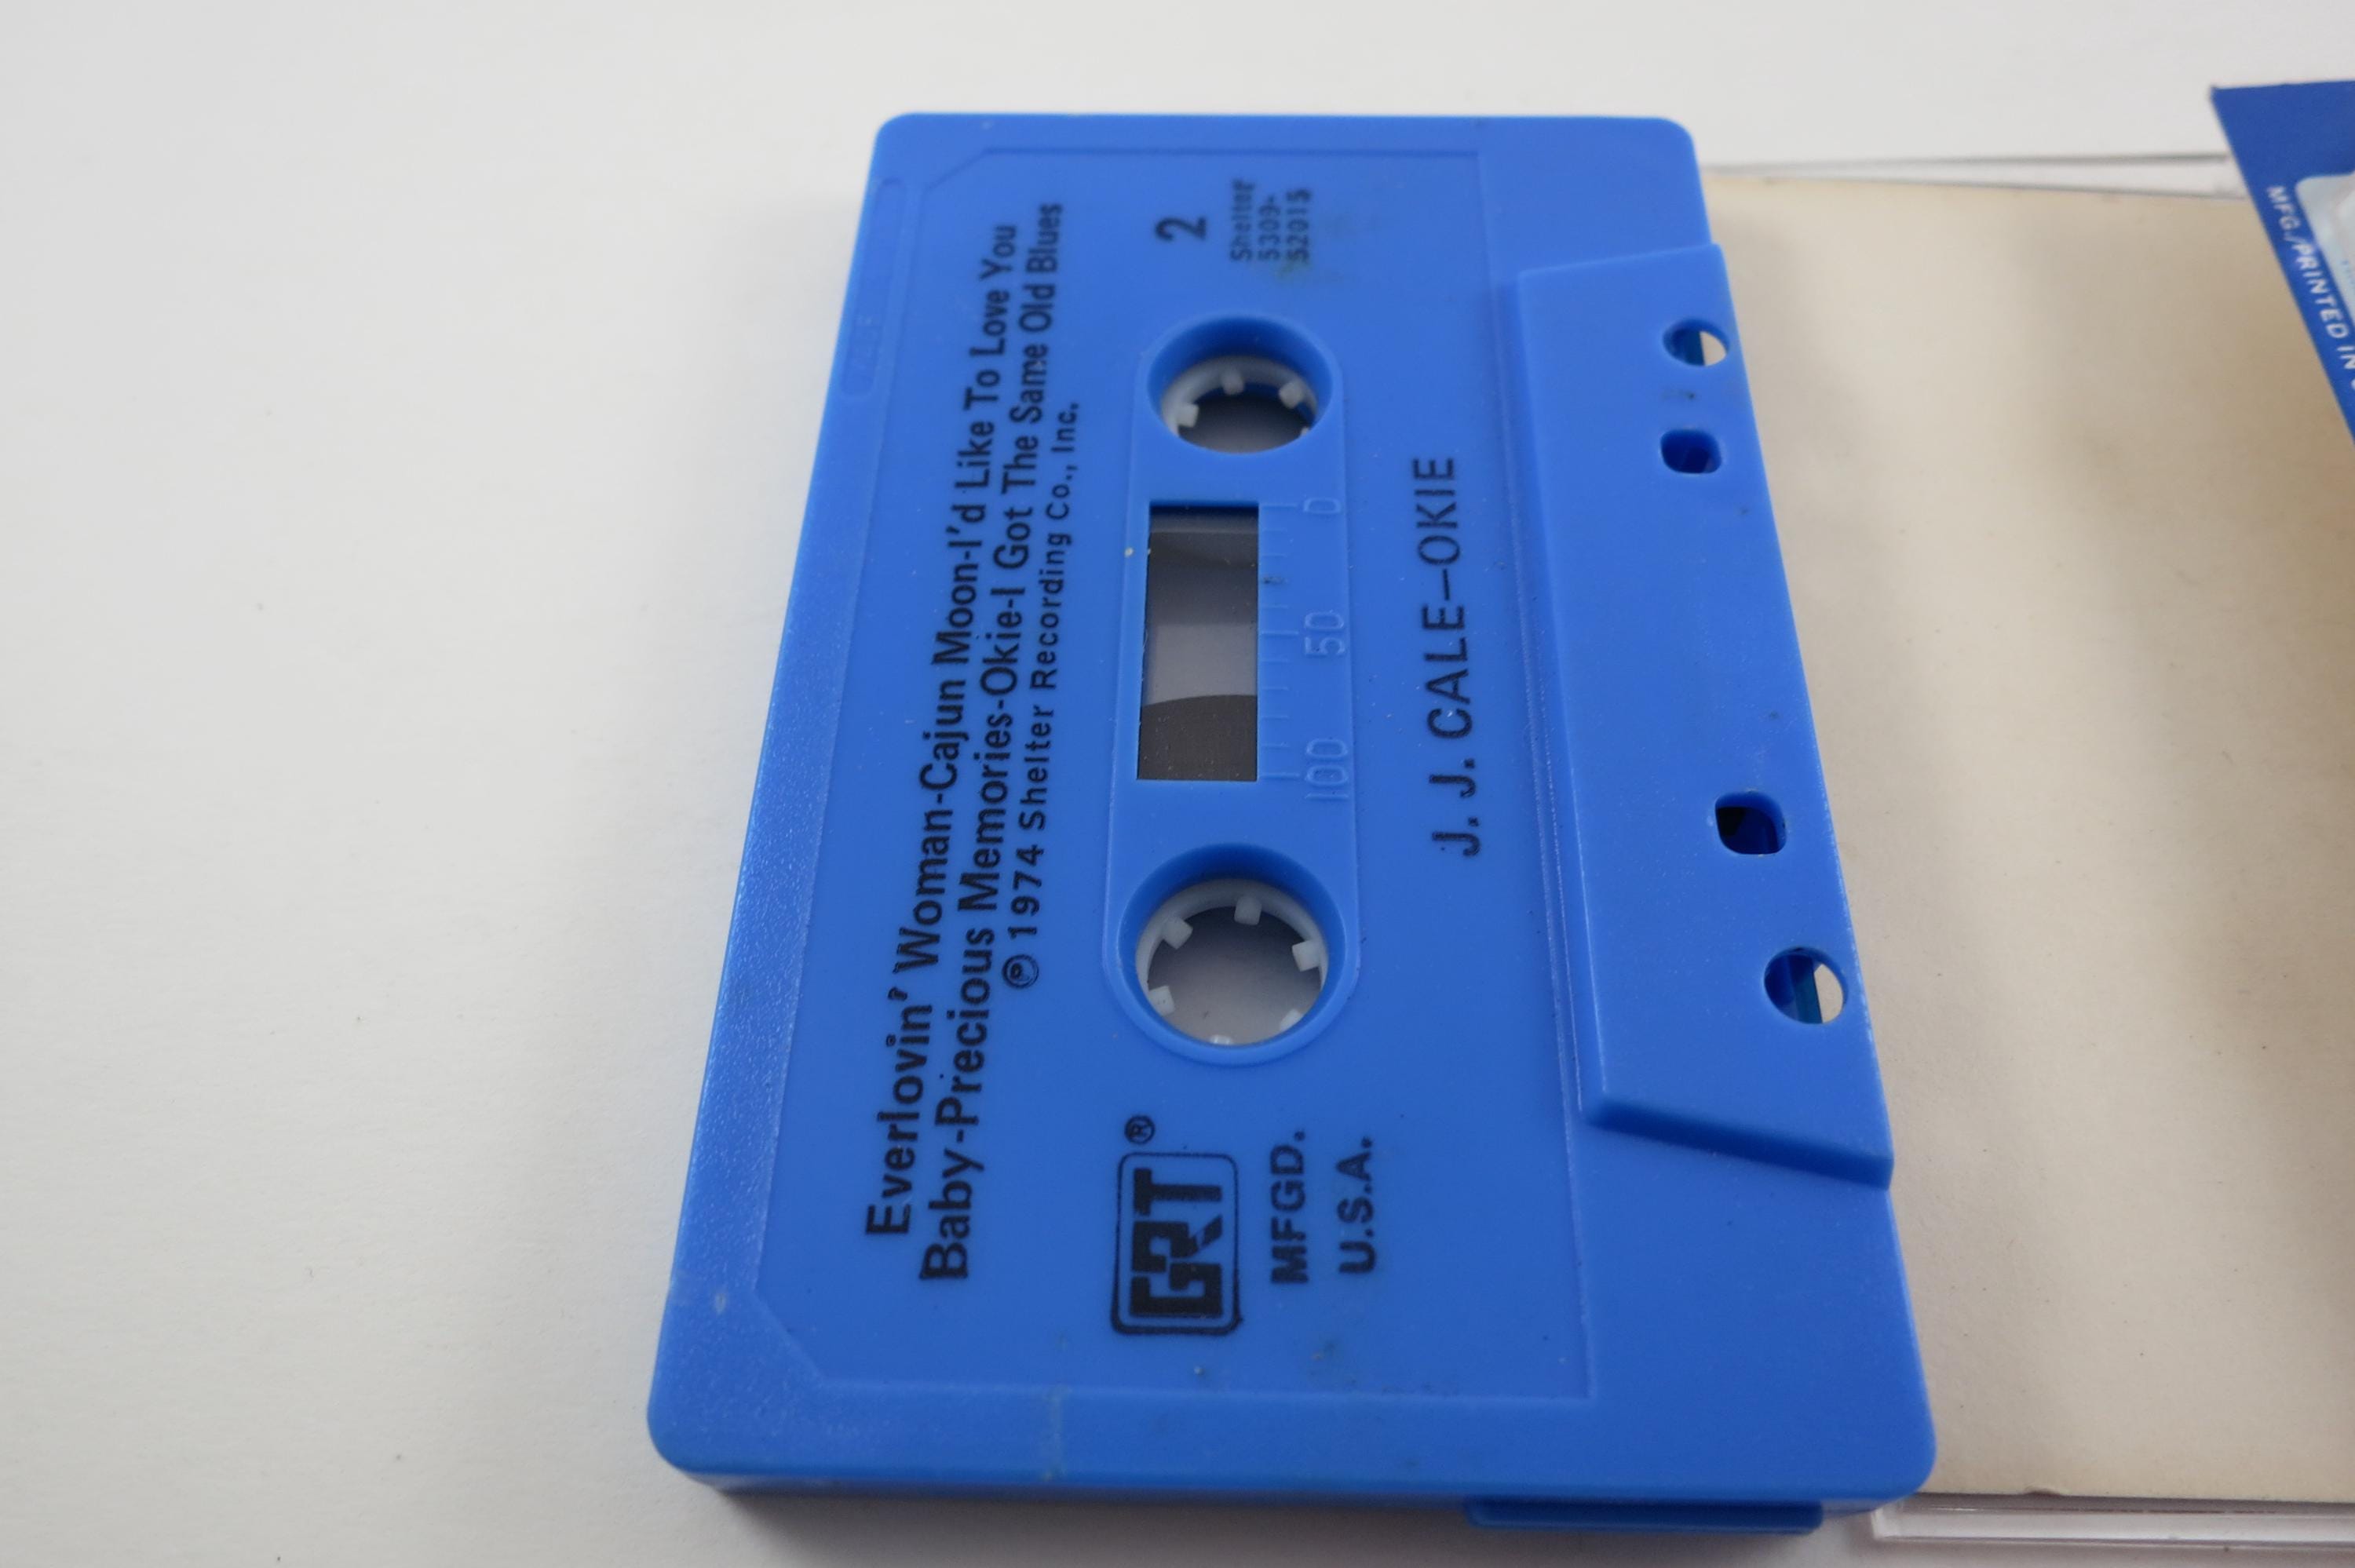 Everlovin' Woman-Cajun Moon-I'd Like To Love You
Baby-Precious Memories-Okie-I Got The Same Old Blues
℗ 1974 Shelter Recording Co., Inc.
GRT®
MFGD.
U.S.A.
2
Shelter
5309-
52015
100 50 0
J. J. CALE—OKIE
MFG./PRINTED IN